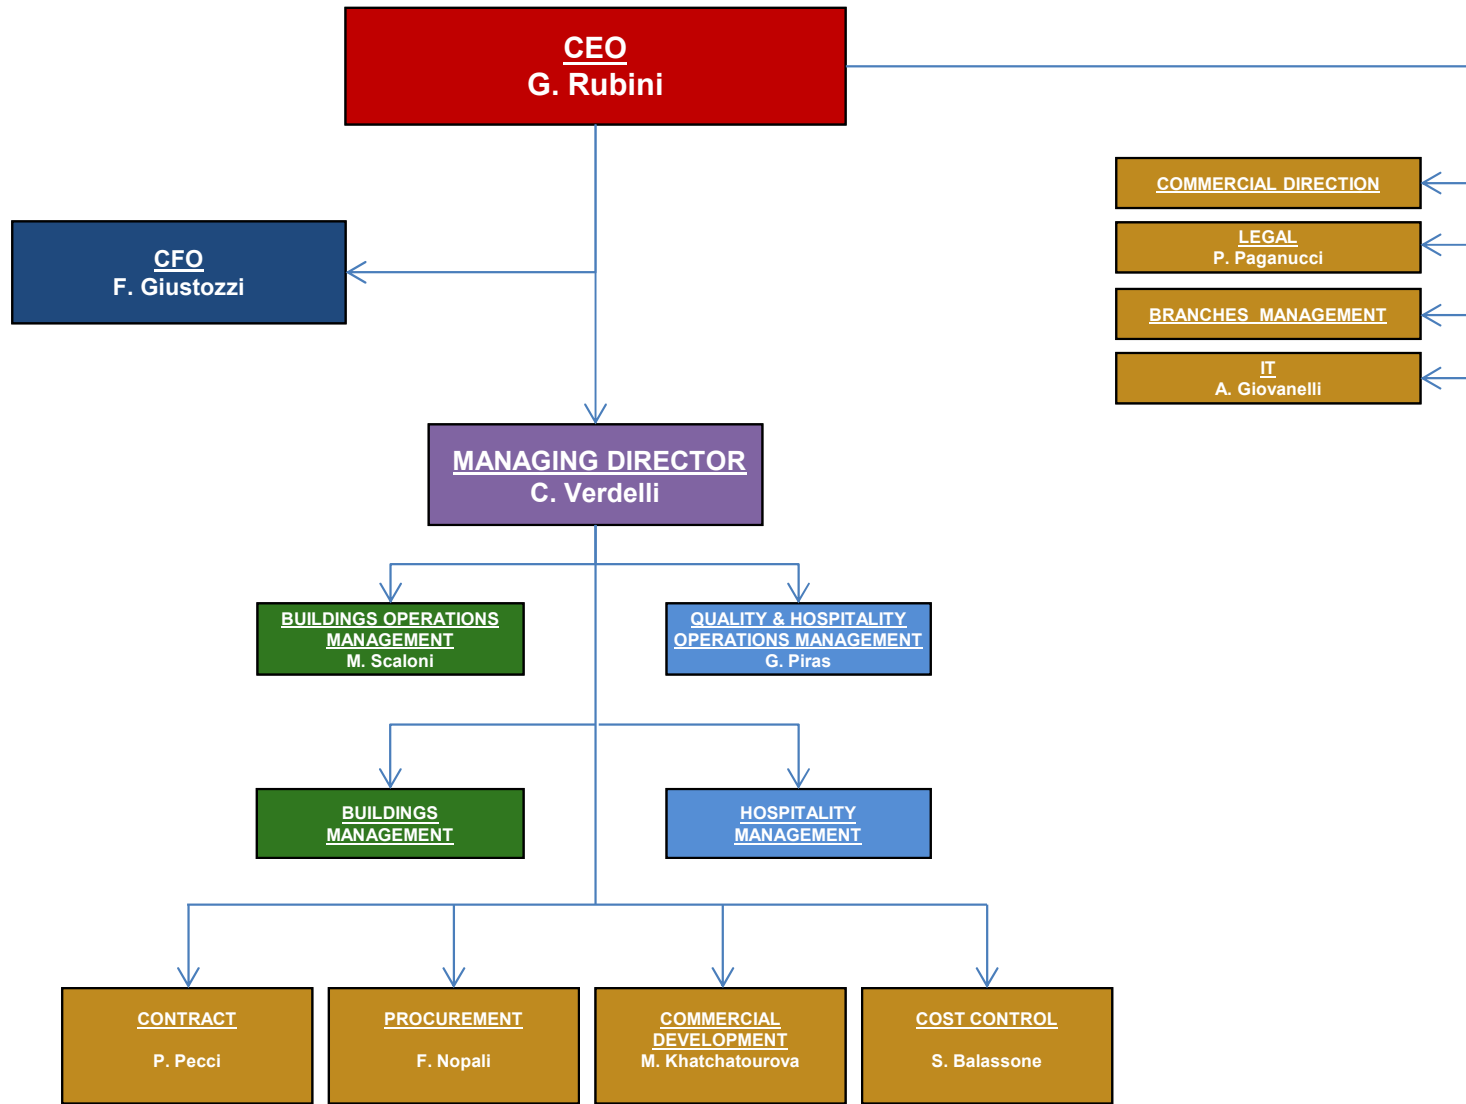 CEO
G. Rubini
COMMERCIAL DIRECTION
LEGAL
P. Paganucci
CFO
F. Giustozzi
BRANCHES MANAGEMENT
IT
A. Giovanelli
MANAGING DIRECTOR
C. Verdelli
BUILDINGS OPERATIONS
MANAGEMENT
M. Scaloni
QUALITY & HOSPITALITY
OPERATIONS MANAGEMENT
G. Piras
BUILDINGS
MANAGEMENT
HOSPITALITY
MANAGEMENT
CONTRACT
P. Pecci
PROCUREMENT
F. Nopali
COMMERCIAL
DEVELOPMENT
M. Khatchatourova
COST CONTROL
S. Balassone